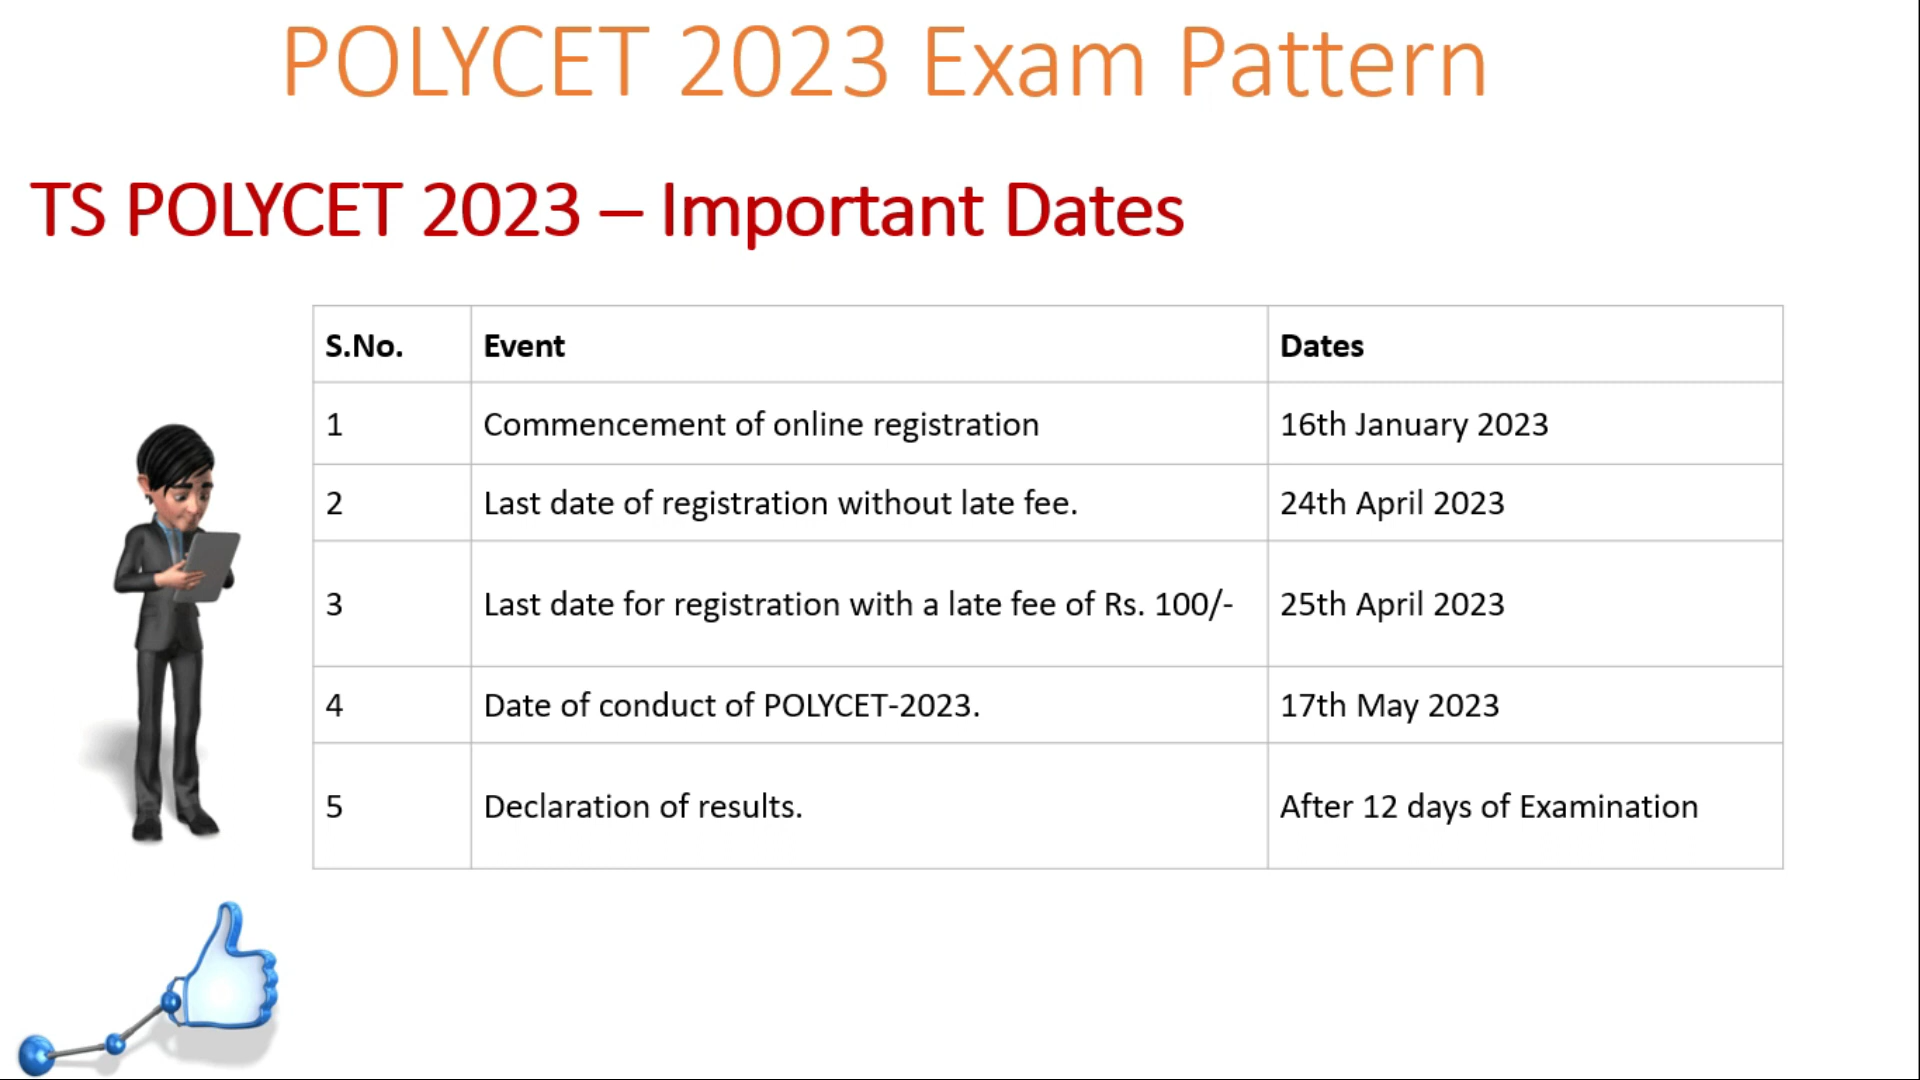 POLYCET 2023 Exam Pattern
TS POLYCET 2023 – Important Dates
S.No. Event Dates
1 Commencement of online registration 16th January 2023
2 Last date of registration without late fee. 24th April 2023
3 Last date for registration with a late fee of Rs. 100/- 25th April 2023
4 Date of conduct of POLYCET-2023. 17th May 2023
5 Declaration of results. After 12 days of Examination